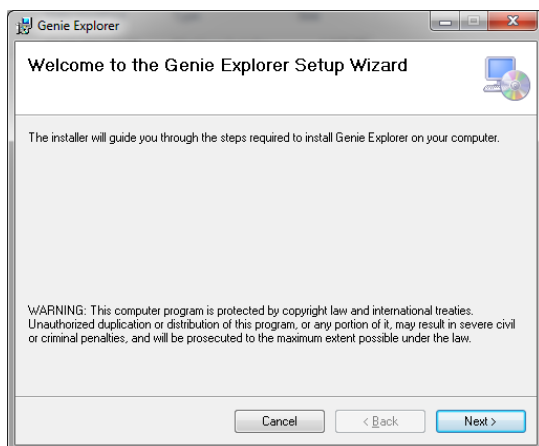 Genie Explorer
Welcome to the Genie Explorer Setup Wizard
The installer will guide you through the steps required to install Genie Explorer on your computer.
WARNING: This computer program is protected by copyright law and international treaties.
Unauthorized duplication or distribution of this program, or any portion of it, may result in severe civil
or criminal penalties, and will be prosecuted to the maximum extent possible under the law.
Cancel < Back Next >